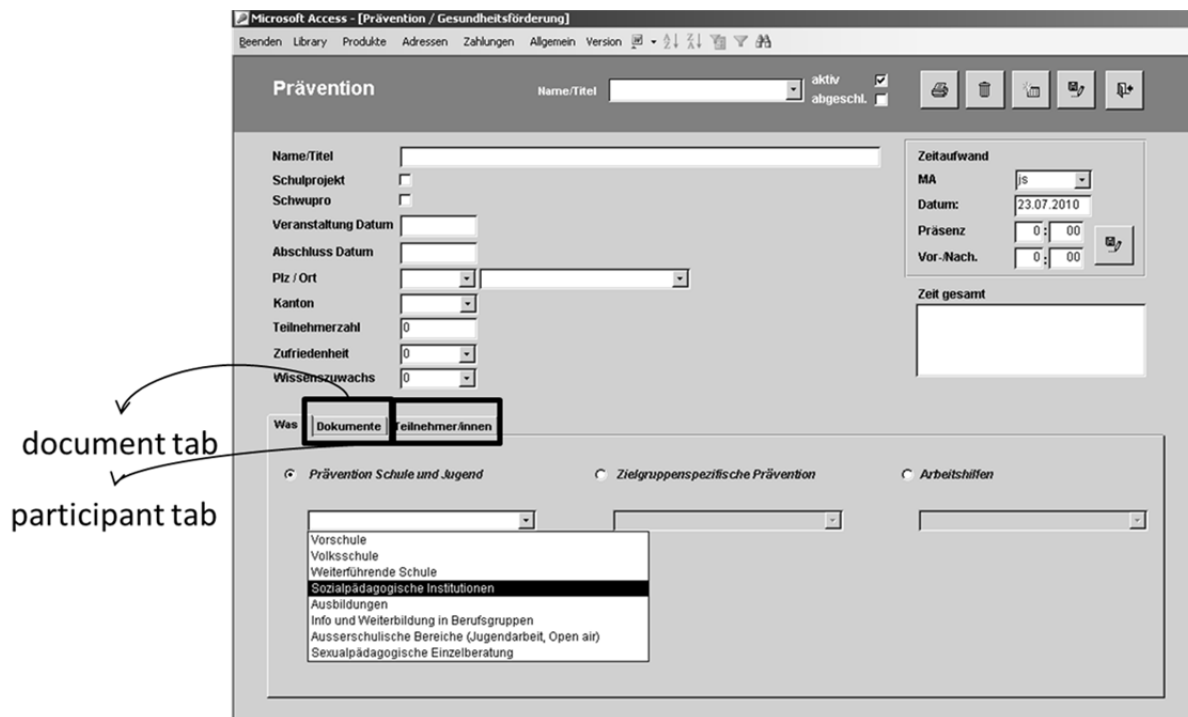 Microsoft Access - [Prävention / Gesundheitsförderung]
Beenden Library Produkte Adressen Zahlungen Allgemein Version
Prävention
Name/Titel
aktiv
abgeschl.
Name/Titel
Schulprojekt
Schwupro
Veranstaltung Datum
Abschluss Datum
Plz / Ort
Kanton
Teilnehmerzahl 0
Zufriedenheit 0
Wissenszuwachs 0
Zeitaufwand
MA js
Datum: 23.07.2010
Präsenz 0 : 00
Vor-/Nach. 0 : 00
Zeit gesamt
document tab
participant tab
Was Dokumente Teilnehmer/innen
Prävention Schule und Jugend Zielgruppenspezifische Prävention Arbeitshilfen
Vorschule
Volksschule
Weiterführende Schule
Sozialpädagogische Institutionen
Ausbildungen
Info und Weiterbildung in Berufsgruppen
Ausserschulische Bereiche (Jugendarbeit, Open air)
Sexualpädagogische Einzelberatung